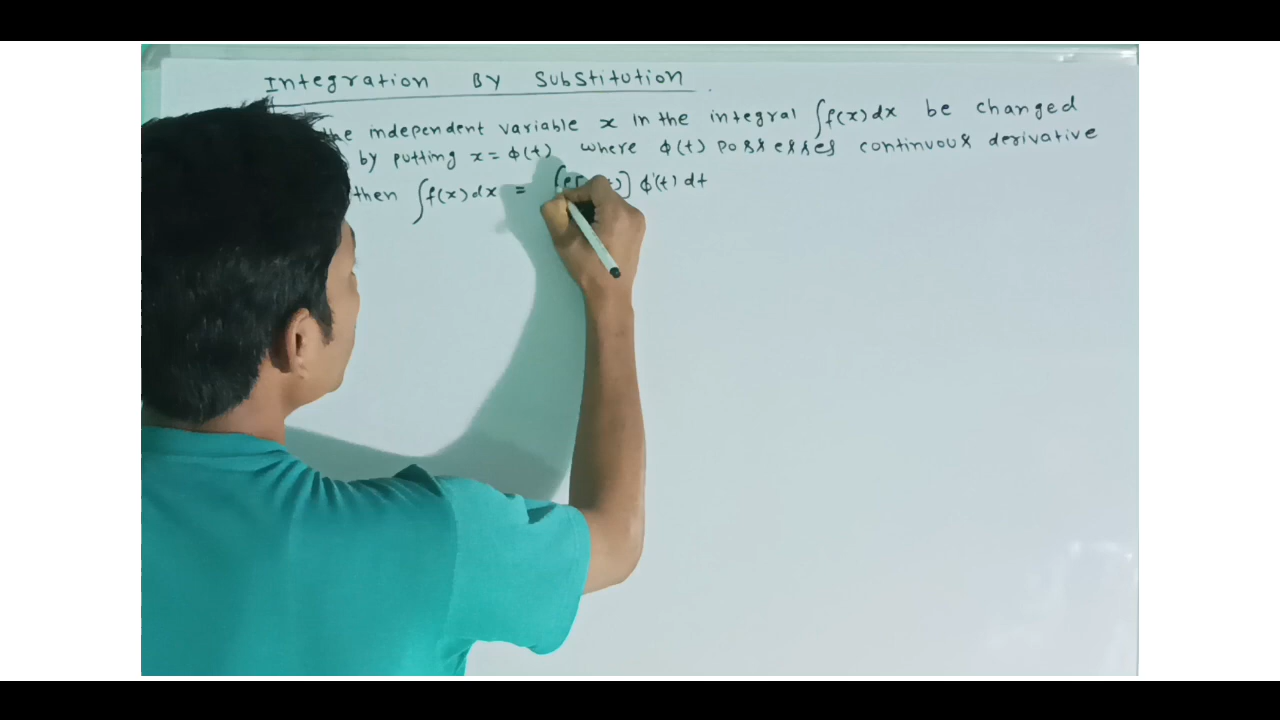 Integration By Substitution
the independent variable x in the integral ∫f(x)dx be changed
by putting x = ϕ(t) where ϕ(t) possesses continuous derivative
then ∫f(x)dx = ] ϕ'(t) dt